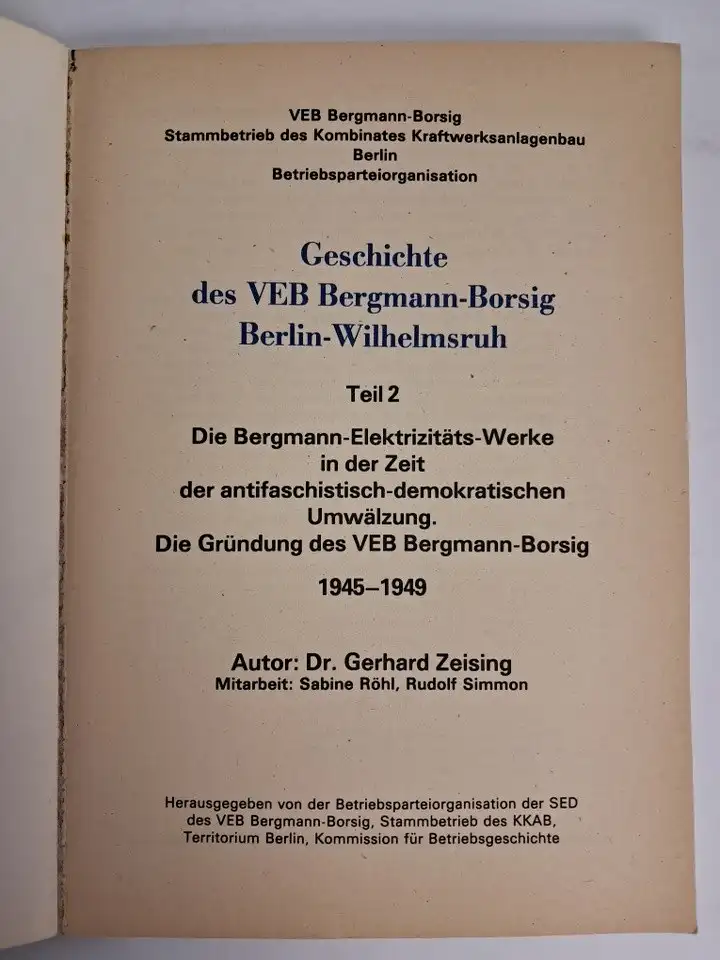 VEB Bergmann-Borsig
Stammbetrieb des Kombinates Kraftwerksanlagenbau
Berlin
Betriebsparteiorganisation
Geschichte
des VEB Bergmann-Borsig
Berlin-Wilhelmsruh
Teil 2
Die Bergmann-Elektrizitäts-Werke
in der Zeit
der antifaschistisch-demokratischen
Umwälzung.
Die Gründung des VEB Bergmann-Borsig
1945–1949
Autor: Dr. Gerhard Zeising
Mitarbeit: Sabine Röhl, Rudolf Simmon
Herausgegeben von der Betriebsparteiorganisation der SED
des VEB Bergmann-Borsig, Stammbetrieb des KKAB,
Territorium Berlin, Kommission für Betriebsgeschichte